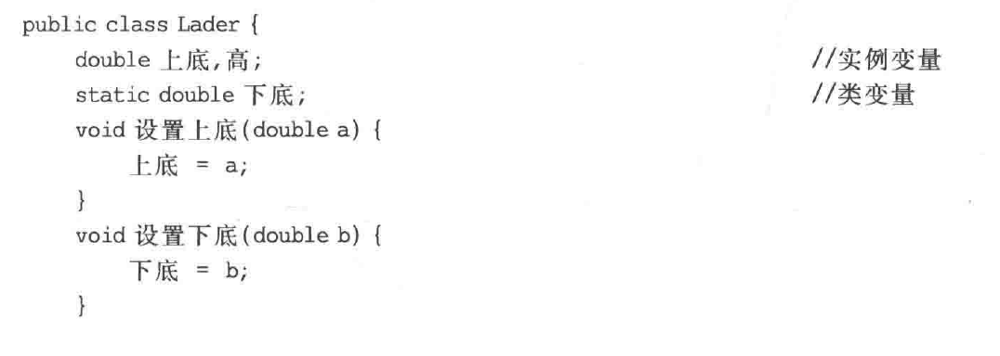 public class Lader {
double 上底,高; //实例变量
static double 下底; //类变量
void 设置上底(double a) {
上底 = a;
}
void 设置下底(double b) {
下底 = b;
}